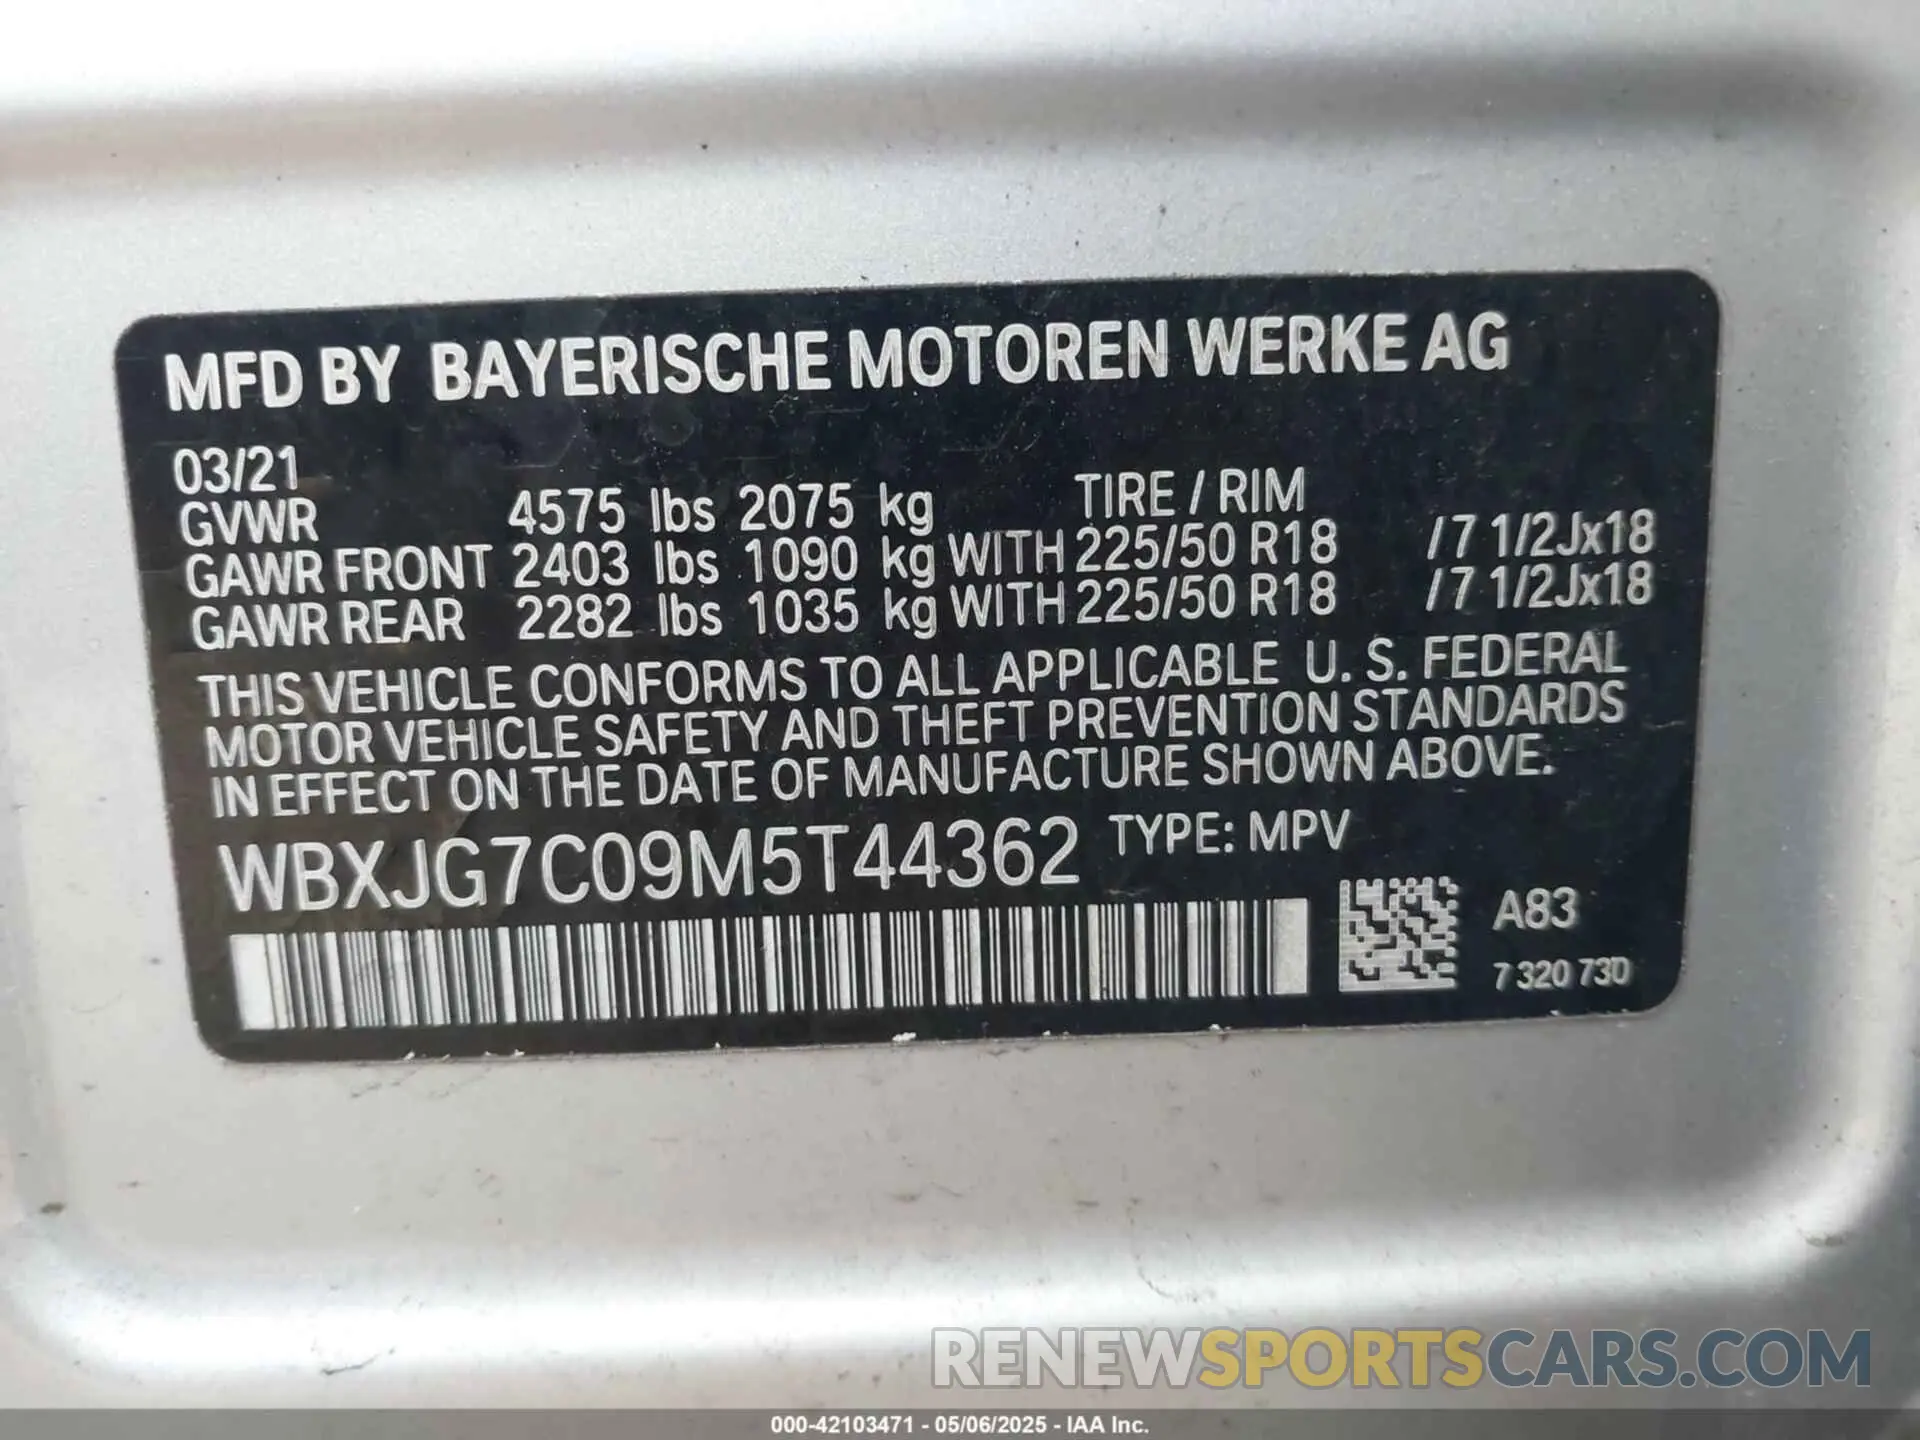 MFD BY BAYERISCHE MOTOREN WERKE AG
03/21
GVWR 4575 lbs 2075 kg TIRE / RIM
GAWR FRONT 2403 lbs 1090 kg WITH 225/50 R18 /7 1/2Jx18
GAWR REAR 2282 lbs 1035 kg WITH 225/50 R18 /7 1/2Jx18
THIS VEHICLE CONFORMS TO ALL APPLICABLE U. S. FEDERAL
MOTOR VEHICLE SAFETY AND THEFT PREVENTION STANDARDS
IN EFFECT ON THE DATE OF MANUFACTURE SHOWN ABOVE.
WBXJG7C09M5T44362 TYPE: MPV
A83
7 320 730
RENEWSPORTSCARS.COM
000-42103471 - 05/06/2025 - IAA Inc.